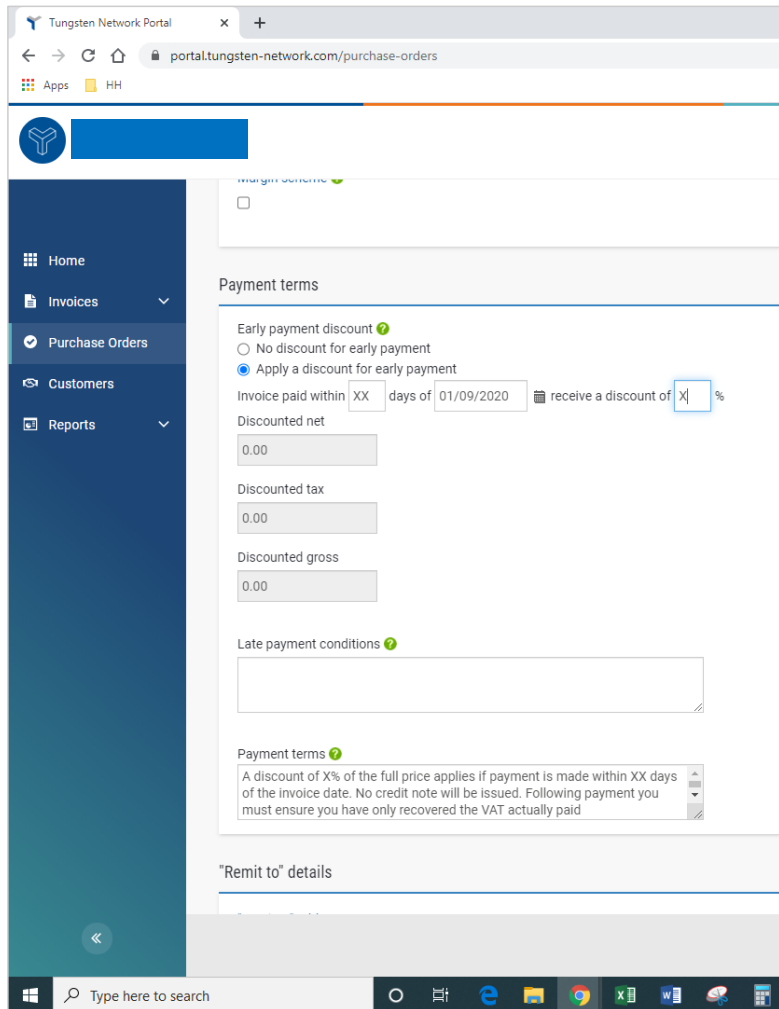 Tungsten Network Portal
portal.tungsten-network.com/purchase-orders
Apps HH
Margin scheme
Home
Invoices
Purchase Orders
Customers
Reports
Payment terms
Early payment discount ?
No discount for early payment
Apply a discount for early payment
Invoice paid within XX days of 01/09/2020 receive a discount of X %
Discounted net
0.00
Discounted tax
0.00
Discounted gross
0.00
Late payment conditions ?
Payment terms ?
A discount of X% of the full price applies if payment is made within XX days
of the invoice date. No credit note will be issued. Following payment you
must ensure you have only recovered the VAT actually paid
"Remit to" details
Type here to search